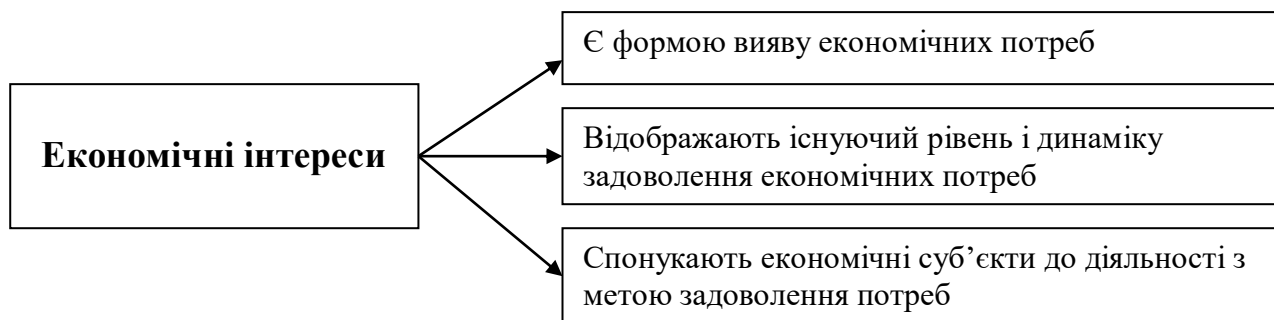 Економічні інтереси
Є формою вияву економічних потреб
Відображають існуючий рівень і динаміку
задоволення економічних потреб
Спонукають економічні суб’єкти до діяльності з
метою задоволення потреб